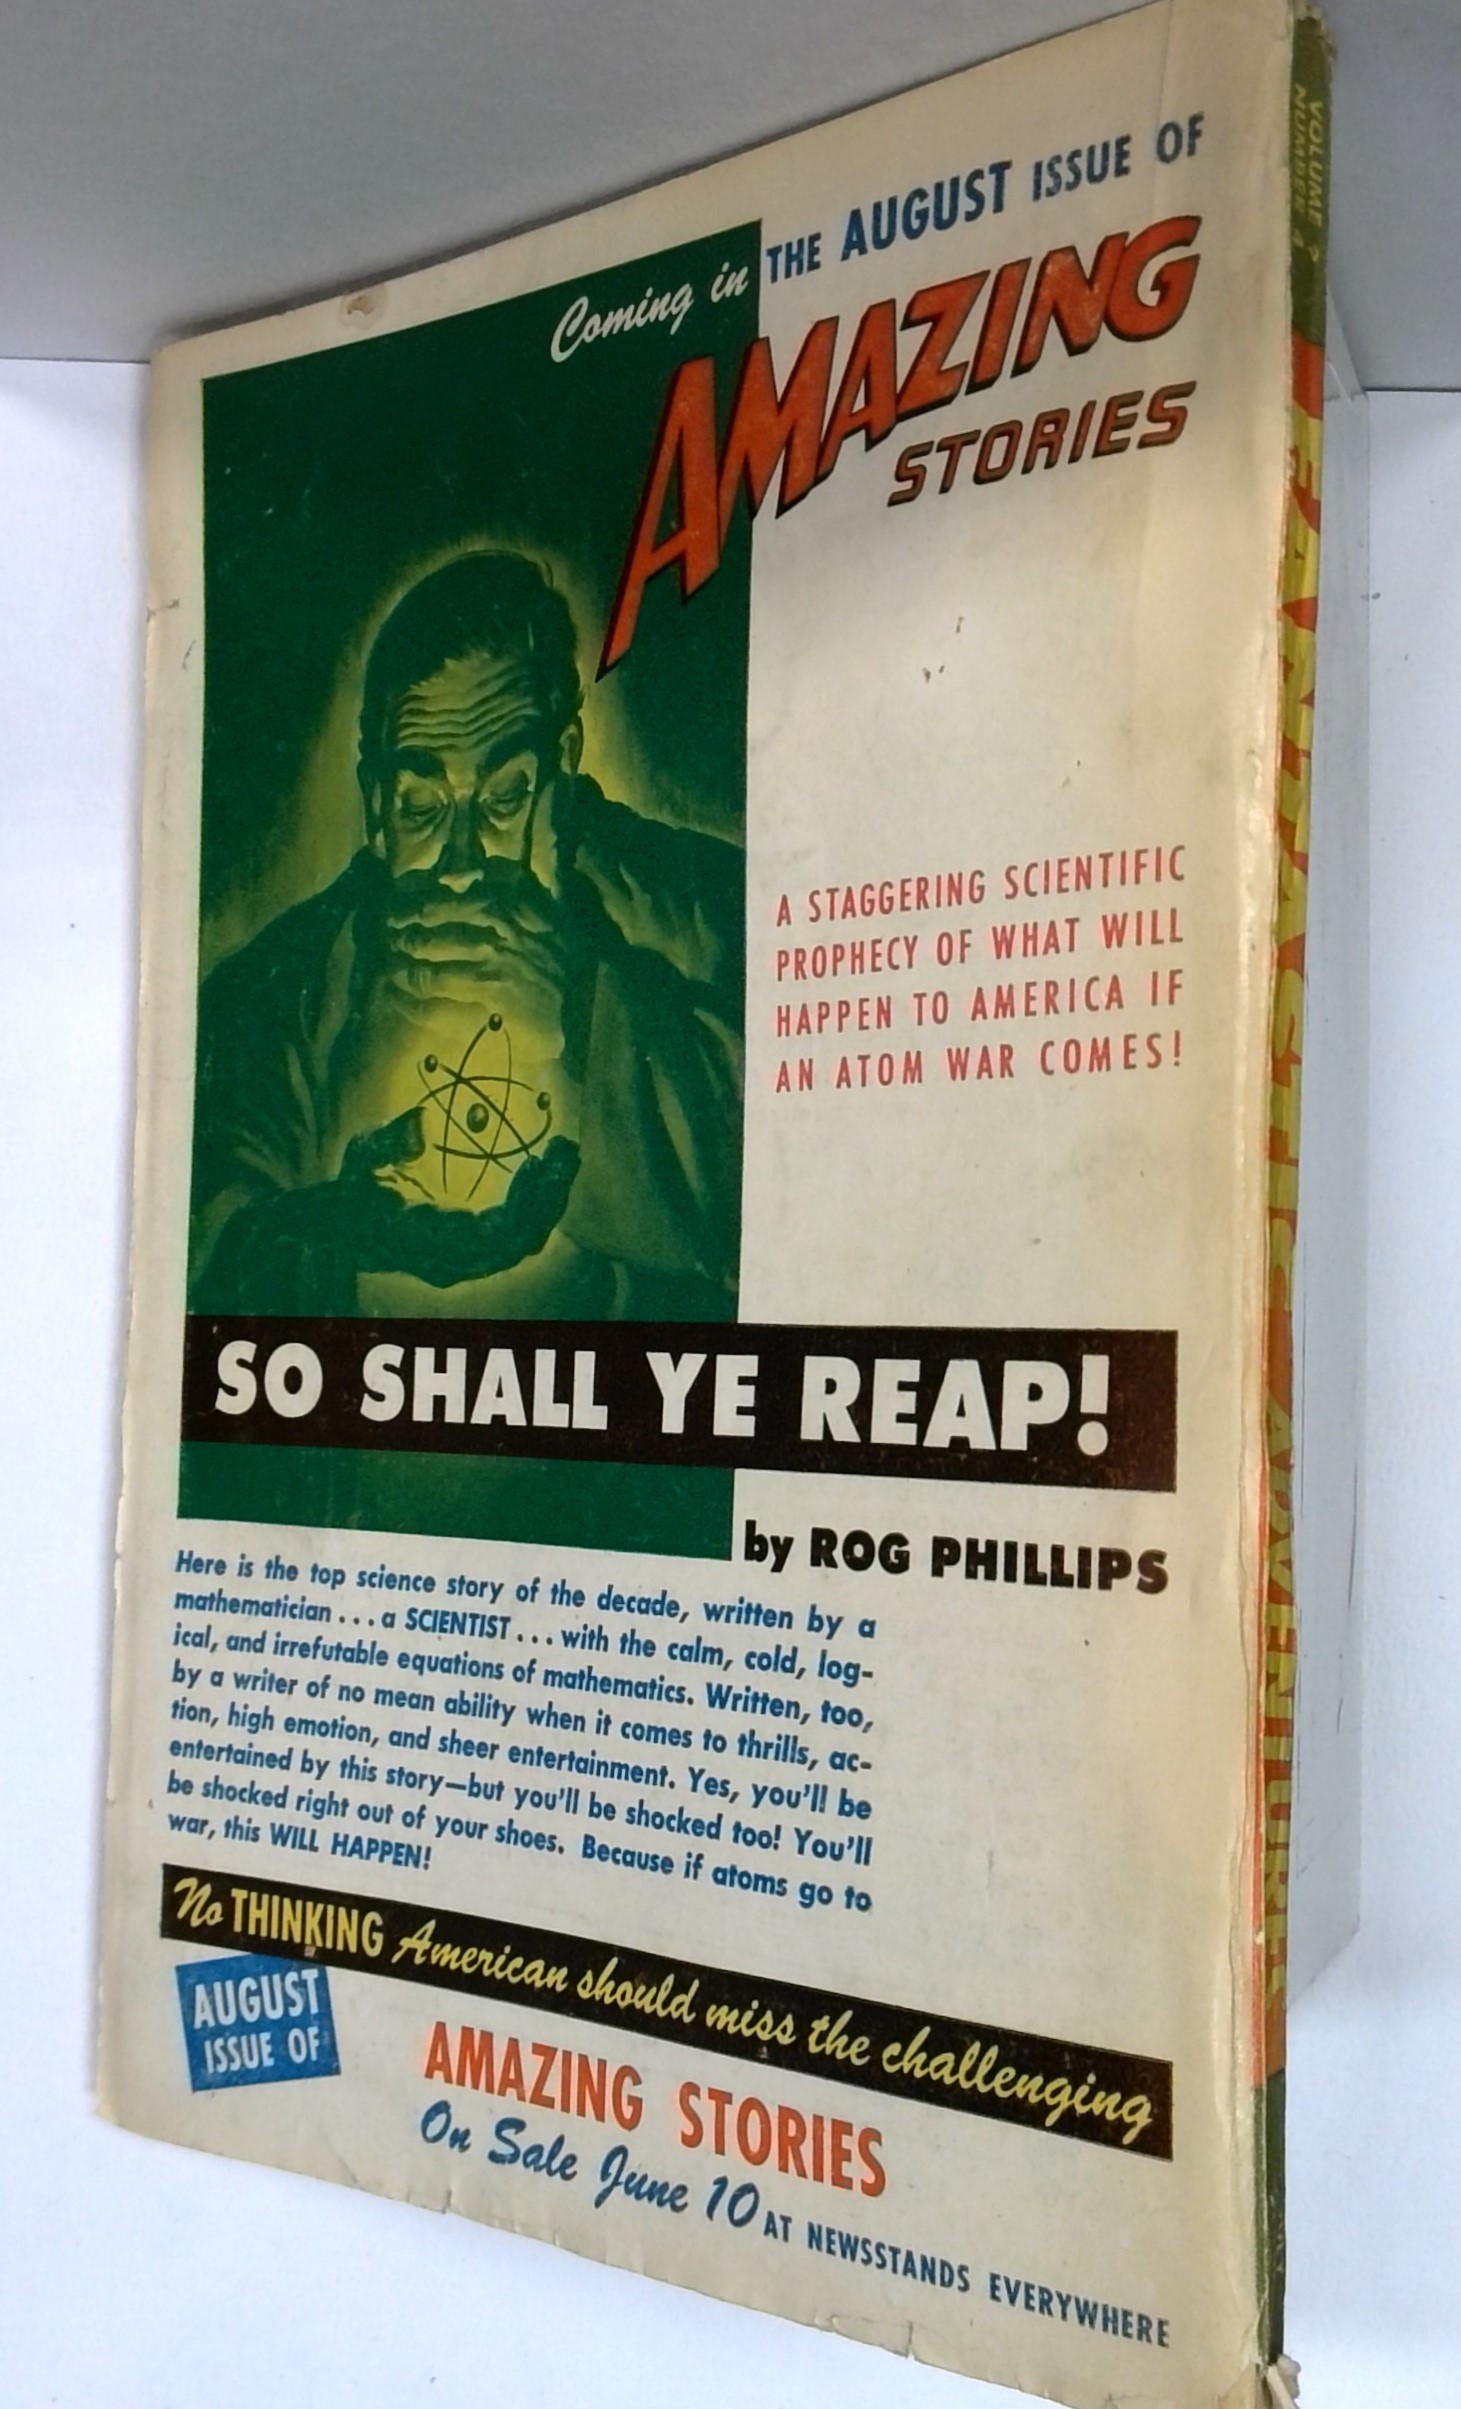 Coming in THE AUGUST ISSUE OF
AMAZING
STORIES
A STAGGERING SCIENTIFIC
PROPHECY OF WHAT WILL
HAPPEN TO AMERICA IF
AN ATOM WAR COMES!
SO SHALL YE REAP!
by ROG PHILLIPS
Here is the top science story of the decade, written by a
mathematician . . . a SCIENTIST . . . with the calm, cold, log-
ical, and irrefutable equations of mathematics. Written, too,
by a writer of no mean ability when it comes to thrills, ac-
tion, high emotion, and sheer entertainment. Yes, you'll be
entertained by this story—but you'll be shocked too! You'll
be shocked right out of your shoes. Because if atoms go to
war, this WILL HAPPEN!
No THINKING American should miss the challenging
AUGUST
ISSUE OF
AMAZING STORIES
On Sale June 10 AT NEWSSTANDS EVERYWHERE
VOLUME
NUMBER 4
FANTASTIC ADVENTURES